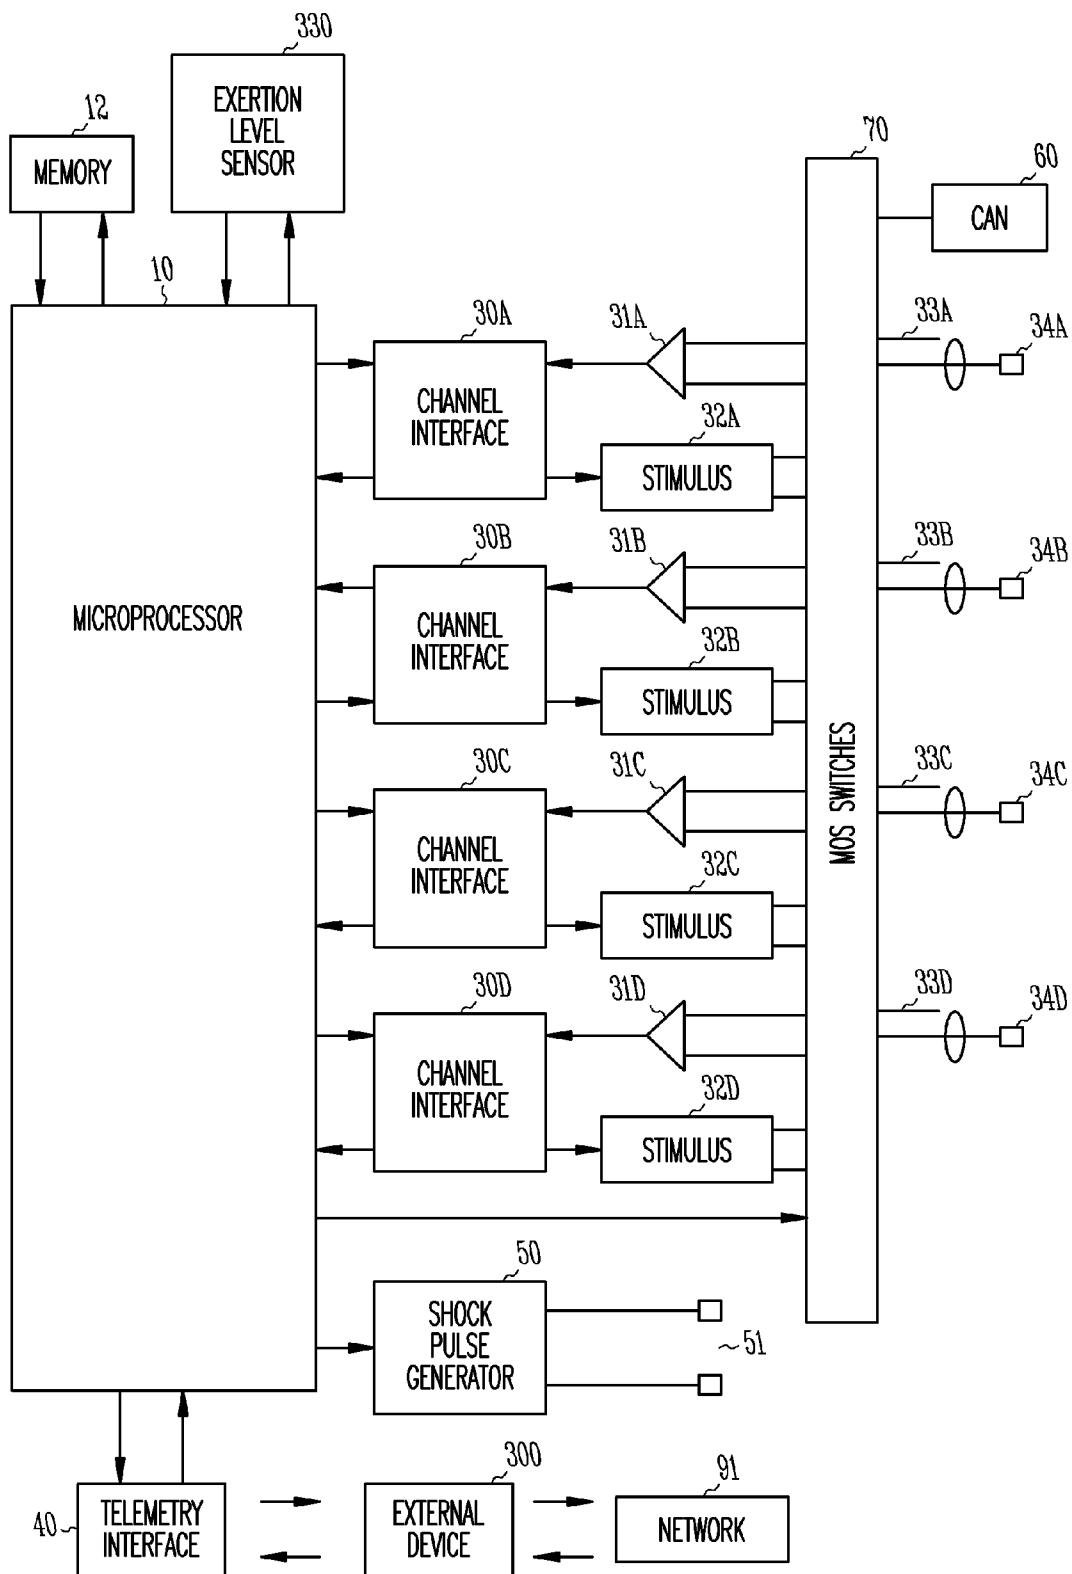 330
EXERTION
LEVEL
SENSOR
12
MEMORY
70
60
CAN
10
MICROPROCESSOR
30A
CHANNEL
INTERFACE
31A
32A
STIMULUS
33A
34A
30B
CHANNEL
INTERFACE
31B
32B
STIMULUS
33B
34B
MOS SWITCHES
30C
CHANNEL
INTERFACE
31C
32C
STIMULUS
33C
34C
30D
CHANNEL
INTERFACE
31D
32D
STIMULUS
33D
34D
50
SHOCK
PULSE
GENERATOR
51
40
TELEMETRY
INTERFACE
300
EXTERNAL
DEVICE
91
NETWORK